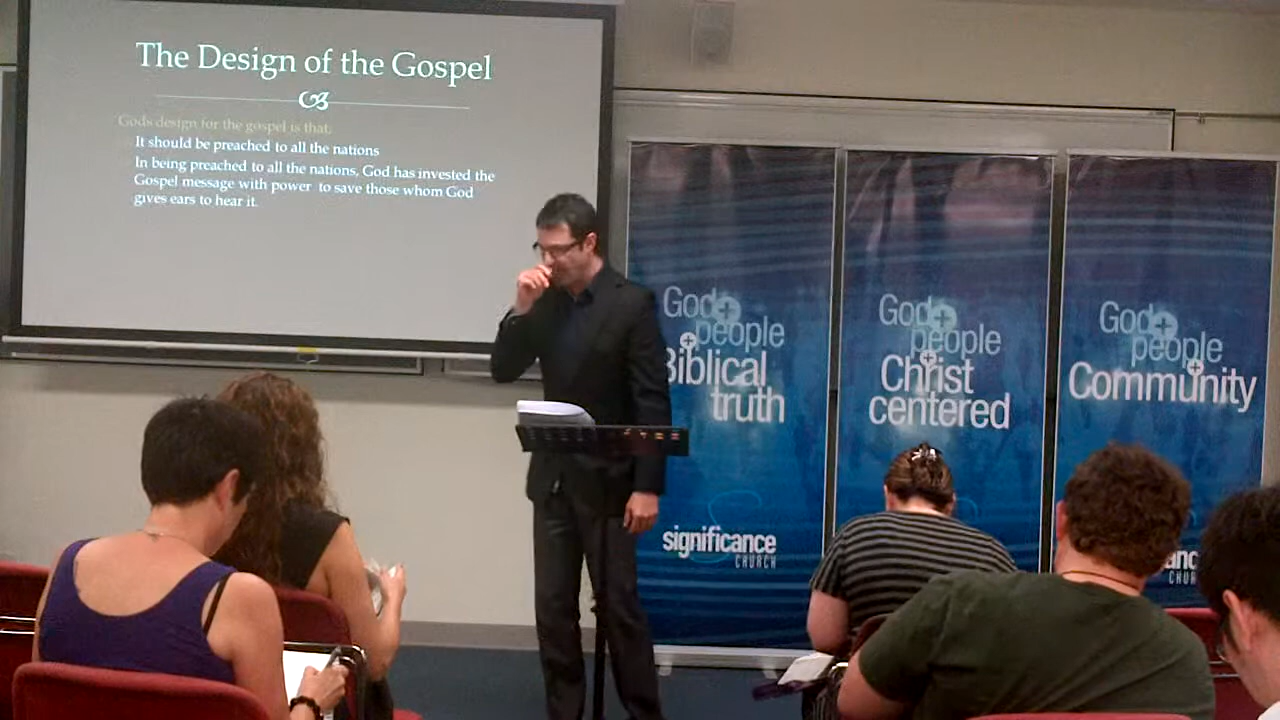 The Design of the Gospel
Gods design for the gospel is that:
It should be preached to all the nations
In being preached to all the nations, God has invested the
Gospel message with power to save those whom God
gives ears to hear it.
God+
people
+
Biblical
truth
significance
CHURCH
God+
people
+
Christ
centered
God+
people
+
Community